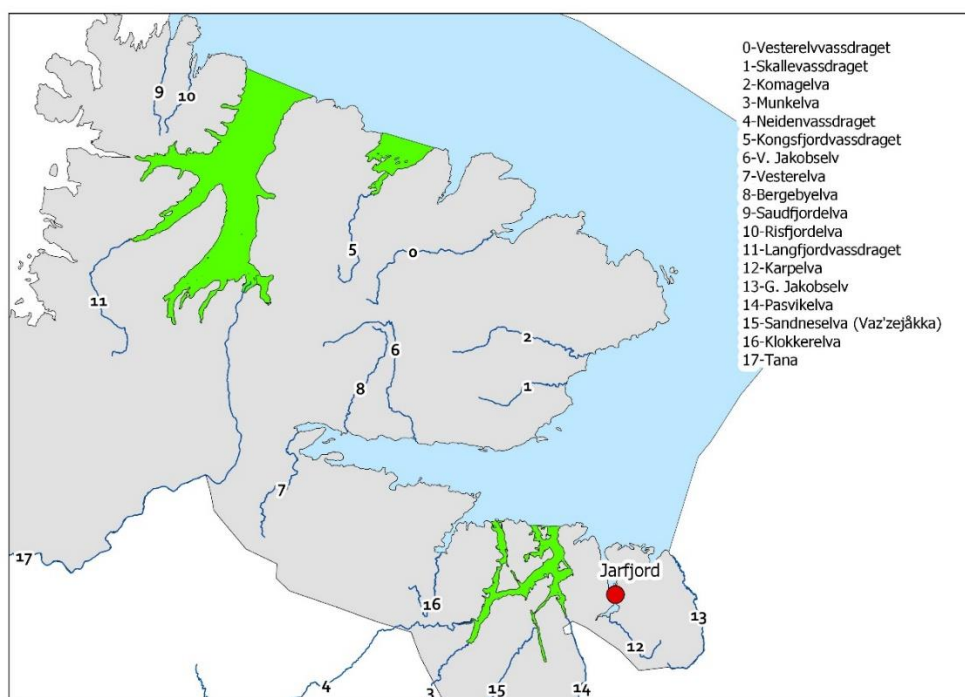 0-Vesterelvvassdraget
1-Skallevassdraget
2-Komagelva
3-Munkelva
4-Neidenvassdraget
5-Kongsfjordvassdraget
6-V. Jakobselv
7-Vesterelva
8-Bergebyelva
9-Saudfjordelva
10-Risfjordelva
11-Langfjordvassdraget
12-Karpelva
13-G. Jakobselv
14-Pasvikelva
15-Sandneselva (Vaz'zejåkka)
16-Klokkerelva
17-Tana
9
10
5
0
11
2
6
8
1
7
17
Jarfjord
16
13
12
4
3
15
14